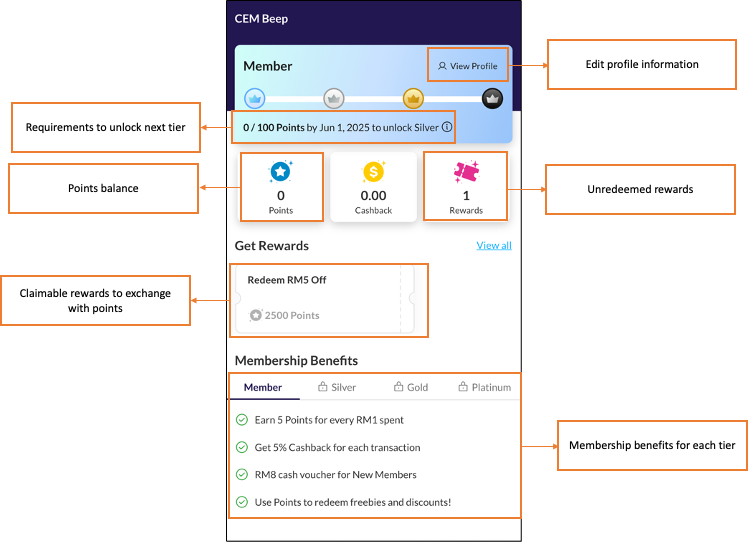 CEM Beep
Member
View Profile
Edit profile information
Requirements to unlock next tier
0 / 100 Points by Jun 1, 2025 to unlock Silver
Points balance
0
Points
0.00
Cashback
1
Rewards
Unredeemed rewards
Get Rewards
View all
Claimable rewards to exchange
with points
Redeem RM5 Off
2500 Points
Membership Benefits
Member
Silver
Gold
Platinum
Earn 5 Points for every RM1 spent
Get 5% Cashback for each transaction
RM8 cash voucher for New Members
Use Points to redeem freebies and discounts!
Membership benefits for each tier